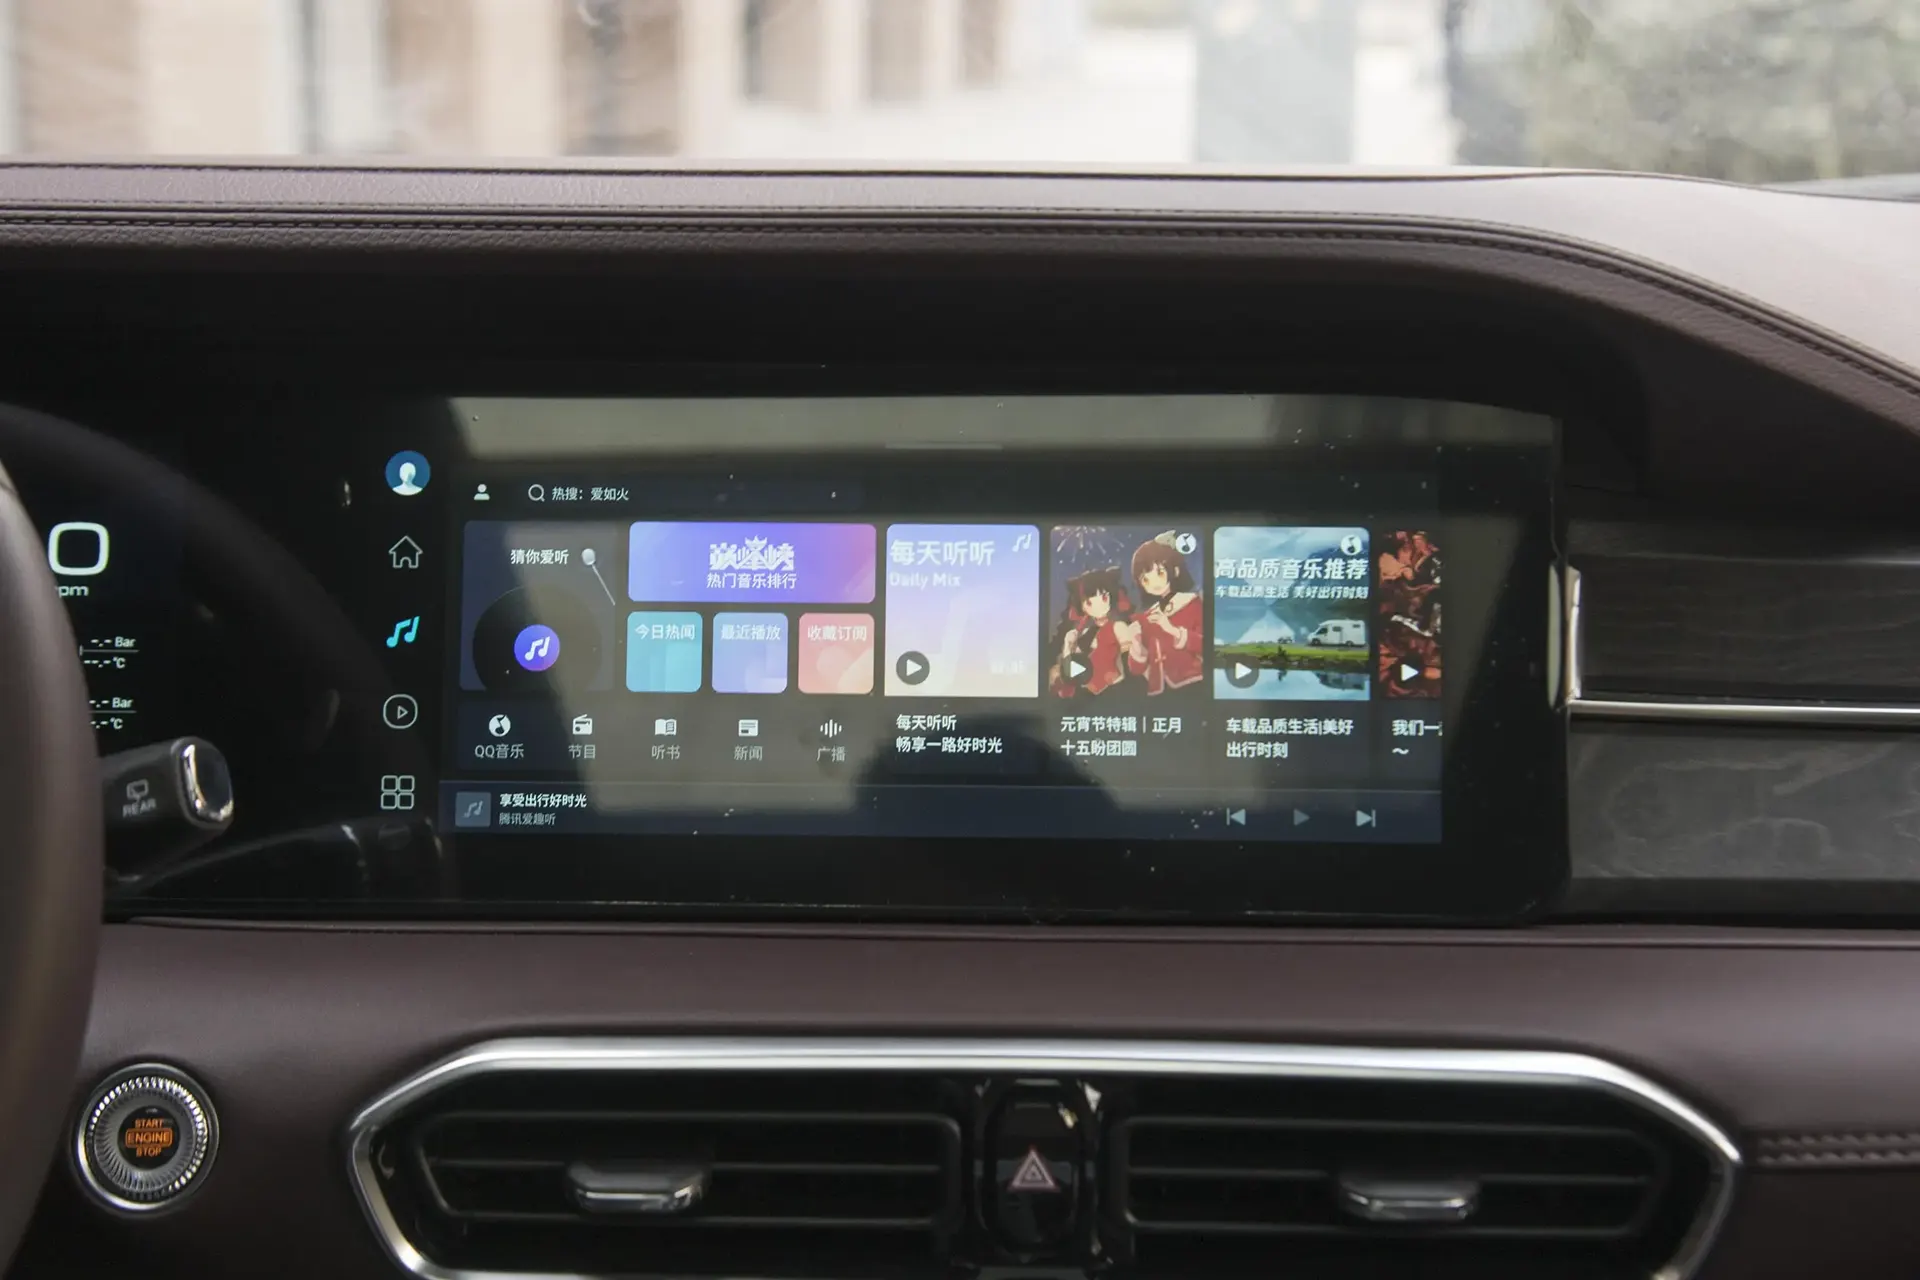 热搜：爱如火
猜你爱听
巅峰榜
热门音乐排行
今日热闻
最近播放
收藏订阅
每天听听
Daily Mix
高品质音乐推荐
车载品质生活 美好出行时刻
QQ音乐
节目
听书
新闻
广播
每天听听
畅享一路好时光
元宵节特辑｜正月
十五盼团圆
车载品质生活|美好
出行时刻
我们一
～
享受出行好时光
腾讯爱趣听
0
rpm
-.- Bar
--.-℃
-.- Bar
-.-℃
REAR
START
ENGINE
STOP